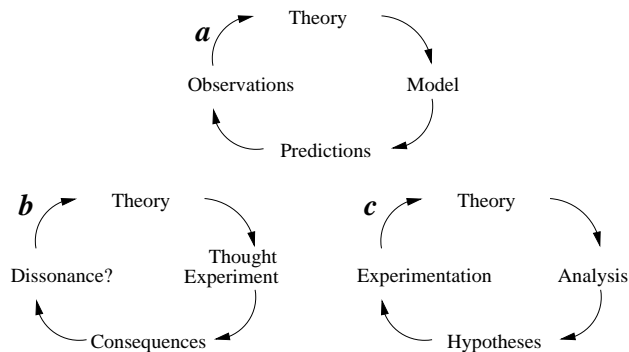 a
Theory
Observations
Model
Predictions
b
Theory
Dissonance?
Thought
Experiment
Consequences
c
Theory
Experimentation
Analysis
Hypotheses